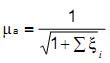 μₐ = 1 / √(1 + ∑ ξᵢ)